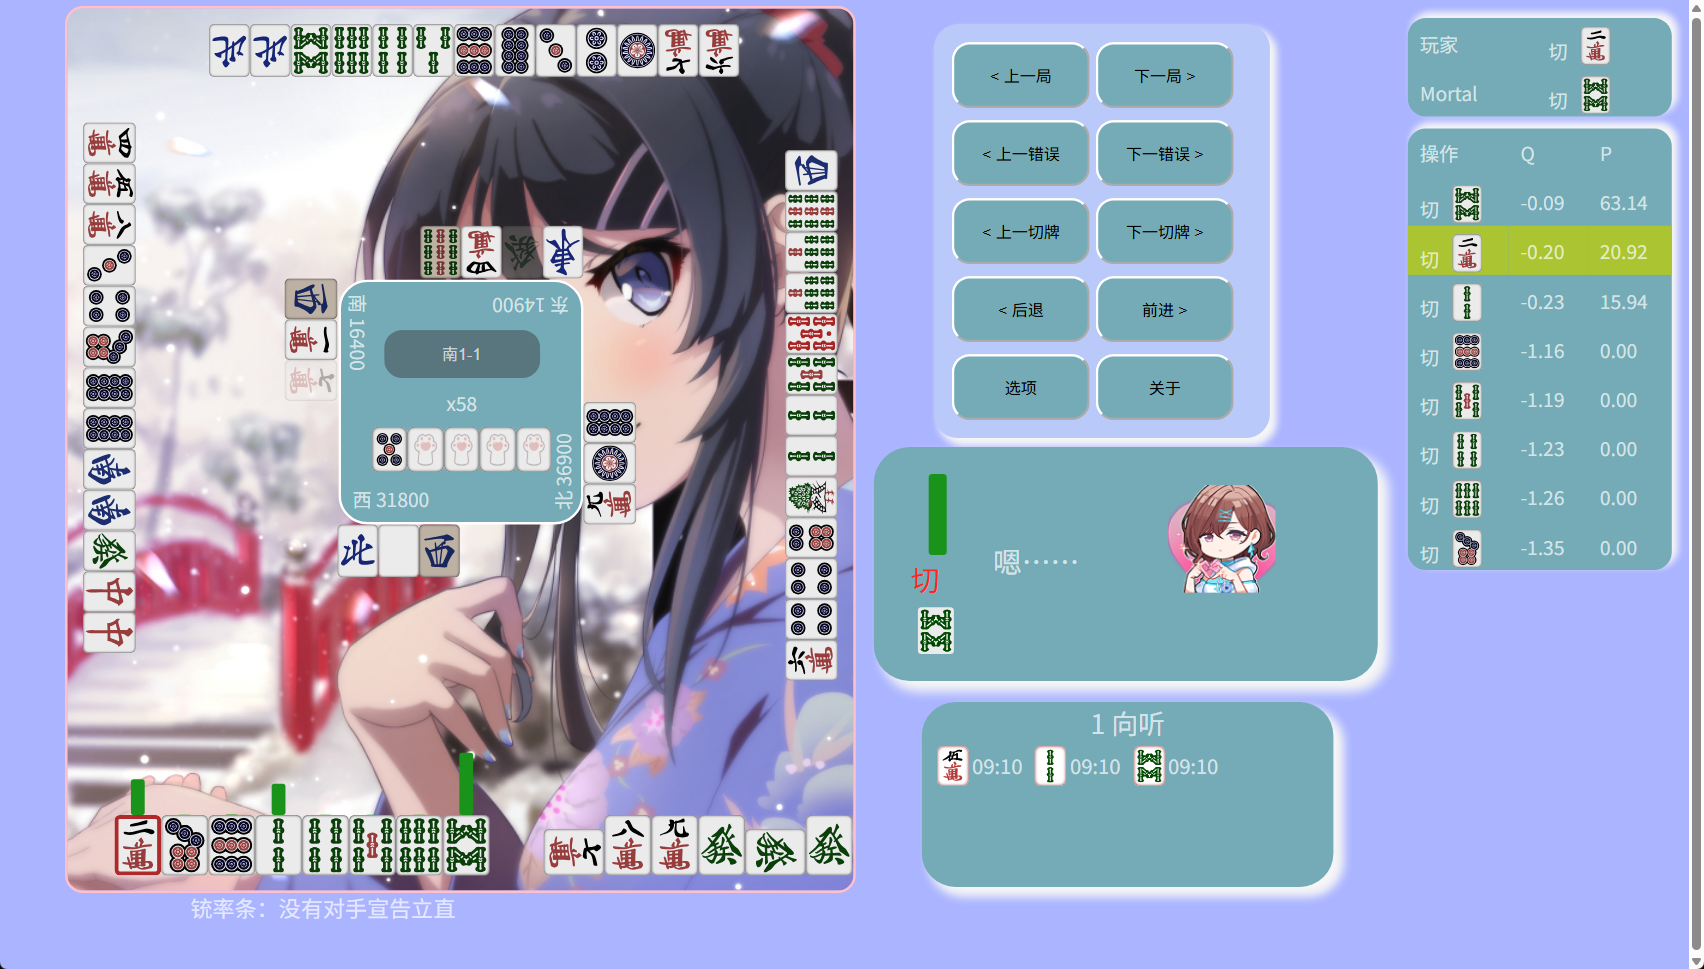 南1-1
x58
东 14900
南 16400
西 31800
北 36900
铳率条：没有对手宣告立直
< 上一局
下一局 >
< 上一错误
下一错误 >
< 上一切牌
下一切牌 >
< 后退
前进 >
选项
关于
切
嗯……
1 向听
09:10 09:10 09:10
玩家 切
Mortal 切
操作 Q P
切 -0.09 63.14
切 -0.20 20.92
切 -0.23 15.94
切 -1.16 0.00
切 -1.19 0.00
切 -1.23 0.00
切 -1.26 0.00
切 -1.35 0.00